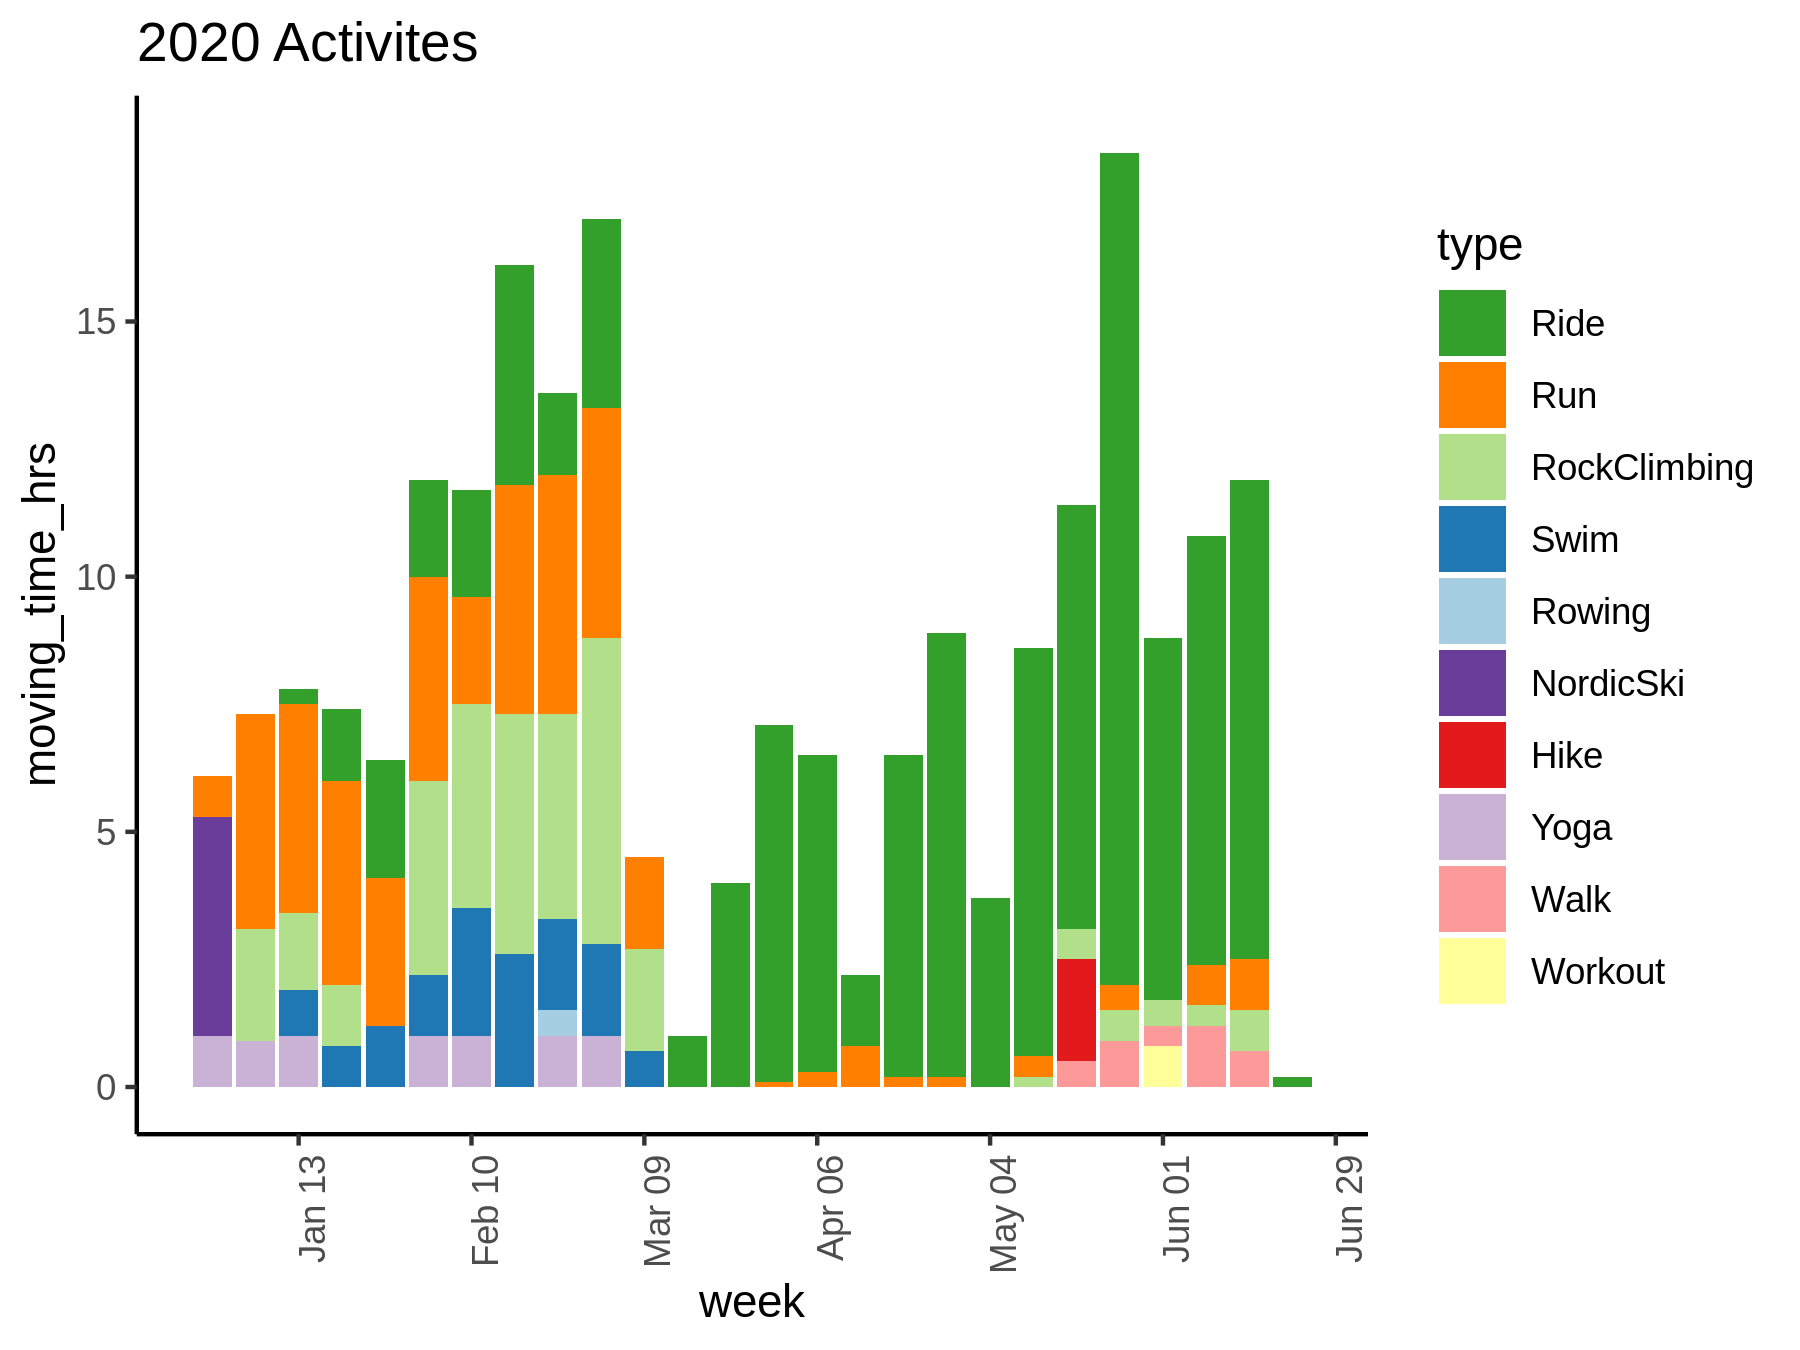 2020 Activites
moving_time_hrs
15
10
5
0
Jan 13
Feb 10
Mar 09
Apr 06
May 04
Jun 01
Jun 29
week
type
Ride
Run
RockClimbing
Swim
Rowing
NordicSki
Hike
Yoga
Walk
Workout